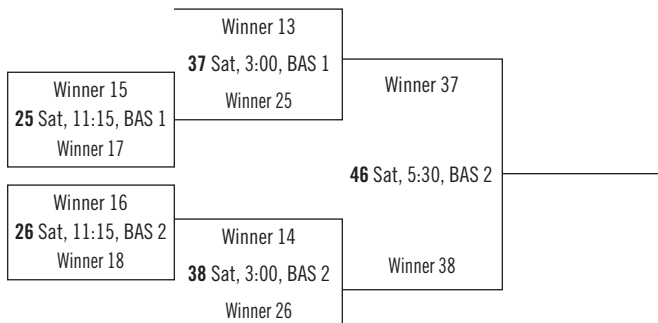 Winner 13
37 Sat, 3:00, BAS 1
Winner 25
Winner 15
25 Sat, 11:15, BAS 1
Winner 17
Winner 37
46 Sat, 5:30, BAS 2
Winner 38
Winner 16
26 Sat, 11:15, BAS 2
Winner 18
Winner 14
38 Sat, 3:00, BAS 2
Winner 26